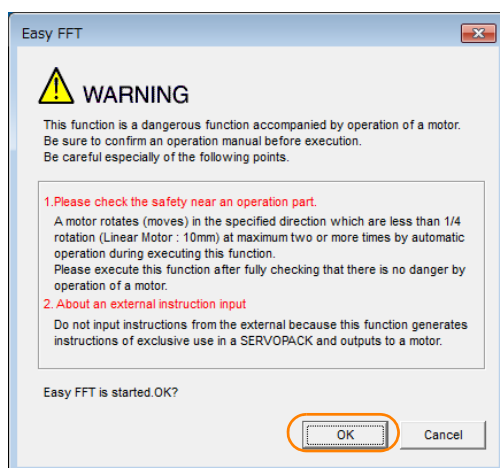 Easy FFT
WARNING
This function is a dangerous function accompanied by operation of a motor.
Be sure to confirm an operation manual before execution.
Be careful especially of the following points.
1.Please check the safety near an operation part.
A motor rotates (moves) in the specified direction which are less than 1/4
rotation (Linear Motor : 10mm) at maximum two or more times by automatic
operation during executing this function.
Please execute this function after fully checking that there is no danger by
operation of a motor.
2. About an external instruction input
Do not input instructions from the external because this function generates
instructions of exclusive use in a SERVOPACK and outputs to a motor.
Easy FFT is started.OK?
OK
Cancel